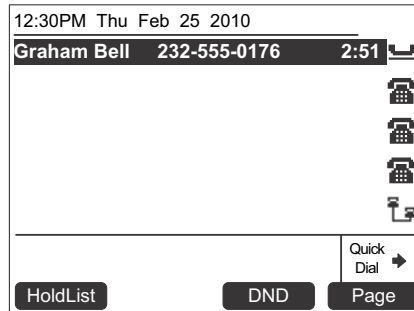 12:30PM Thu Feb 25 2010
Graham Bell 232-555-0176 2:51
Quick
Dial
HoldList DND Page